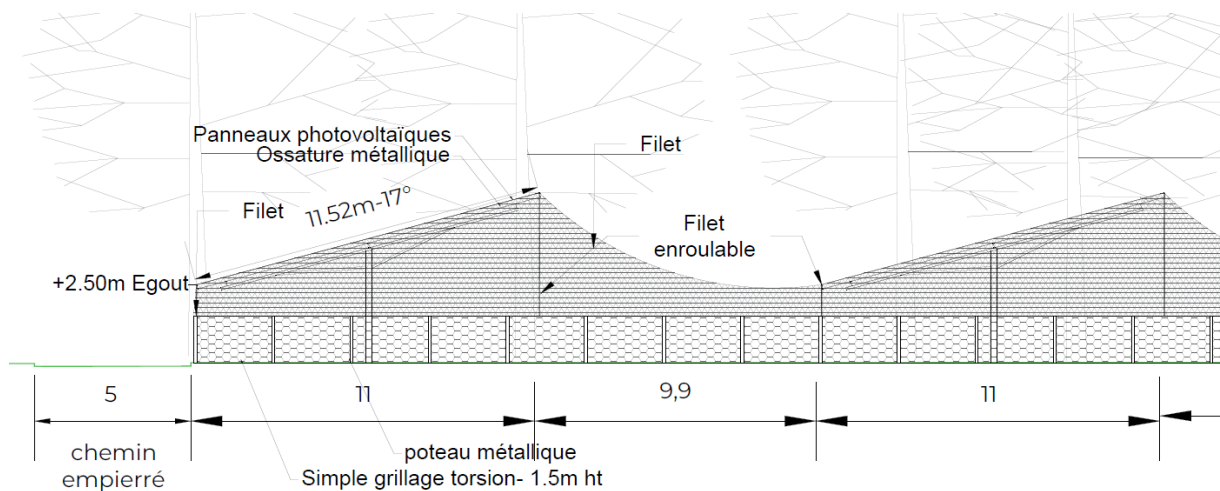 Panneaux photovoltaïques
Ossature métallique
Filet
Filet
11.52m-17°
Filet
enroulable
+2.50m Egout
5
11
9,9
11
chemin
empierré
poteau métallique
Simple grillage torsion- 1.5m ht